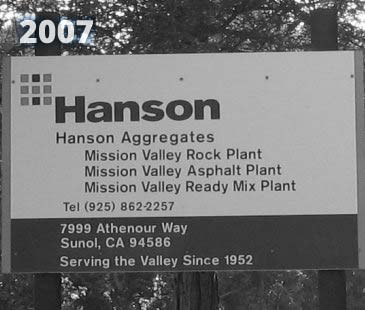 2007
Hanson
Hanson Aggregates
Mission Valley Rock Plant
Mission Valley Asphalt Plant
Mission Valley Ready Mix Plant
Tel (925) 862-2257
7999 Athenour Way
Sunol, CA 94586
Serving the Valley Since 1952